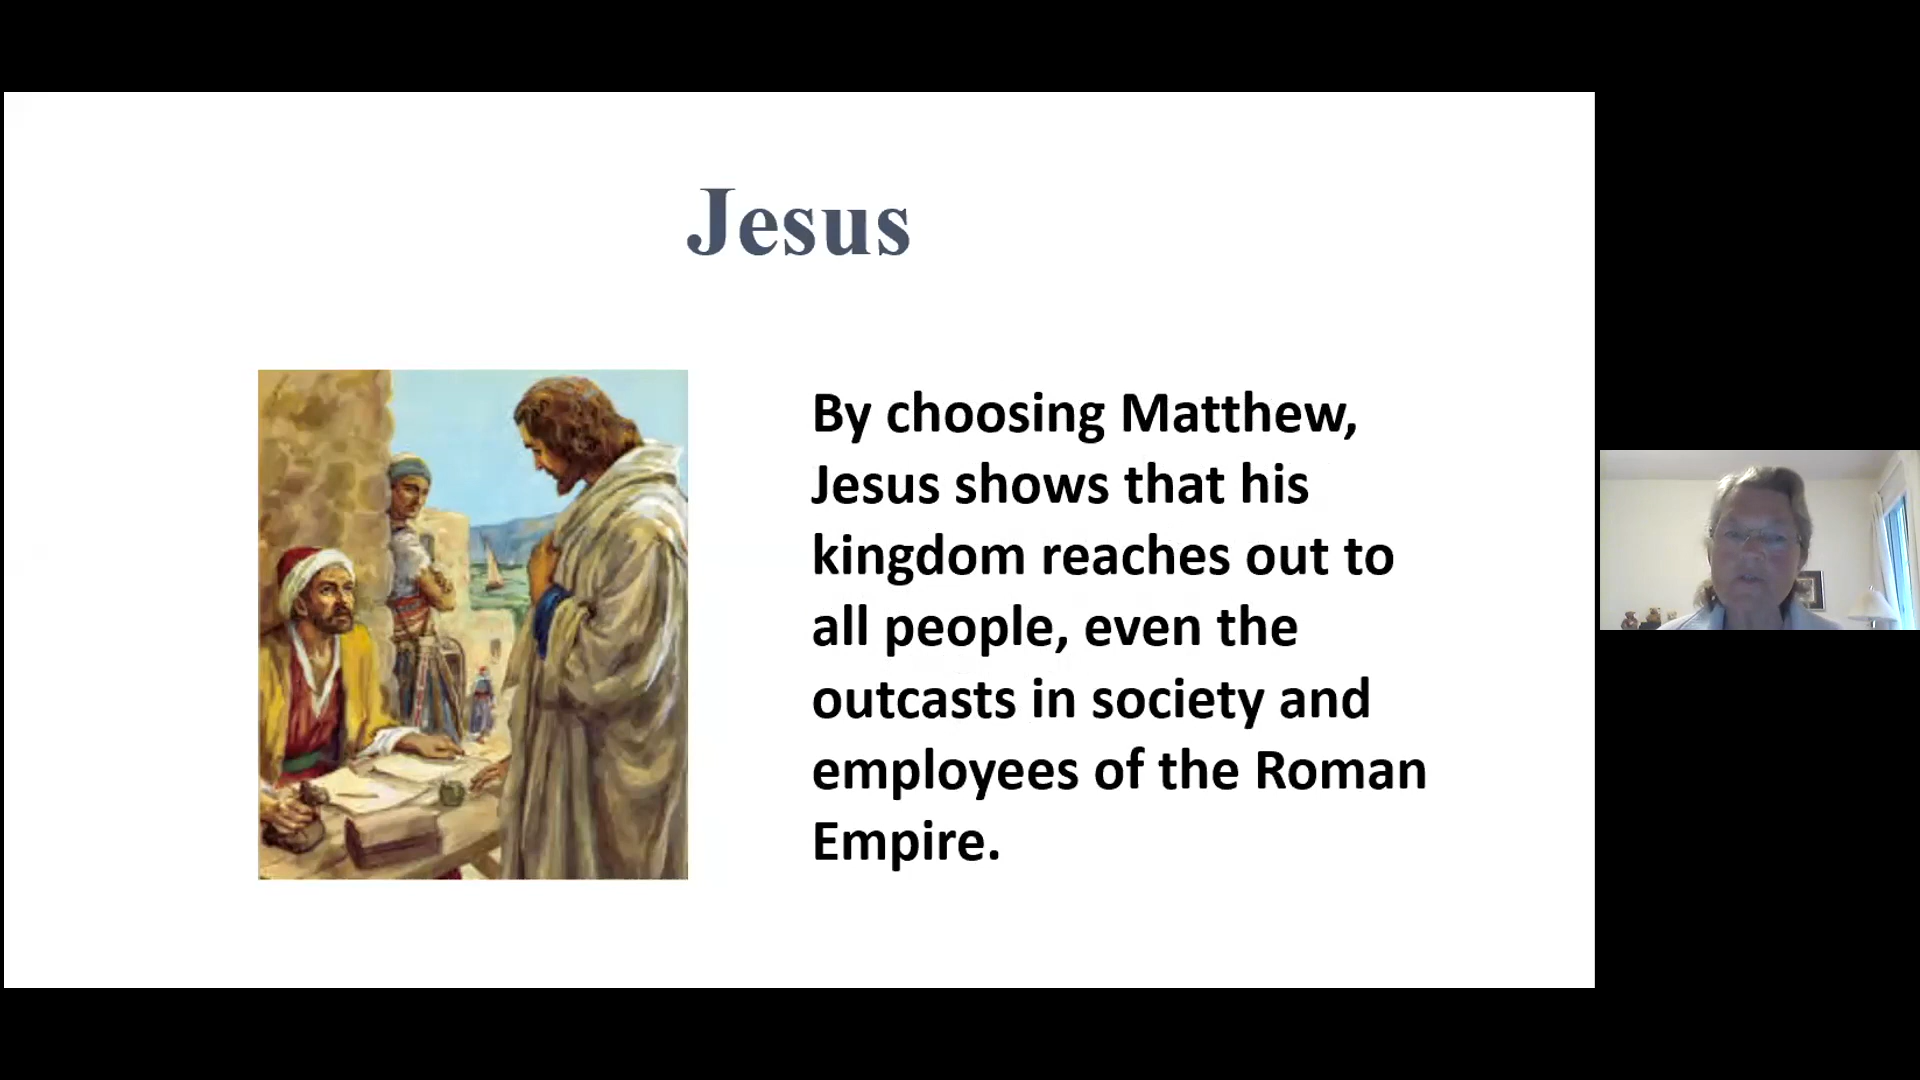 Jesus
By choosing Matthew,
Jesus shows that his
kingdom reaches out to
all people, even the
outcasts in society and
employees of the Roman
Empire.